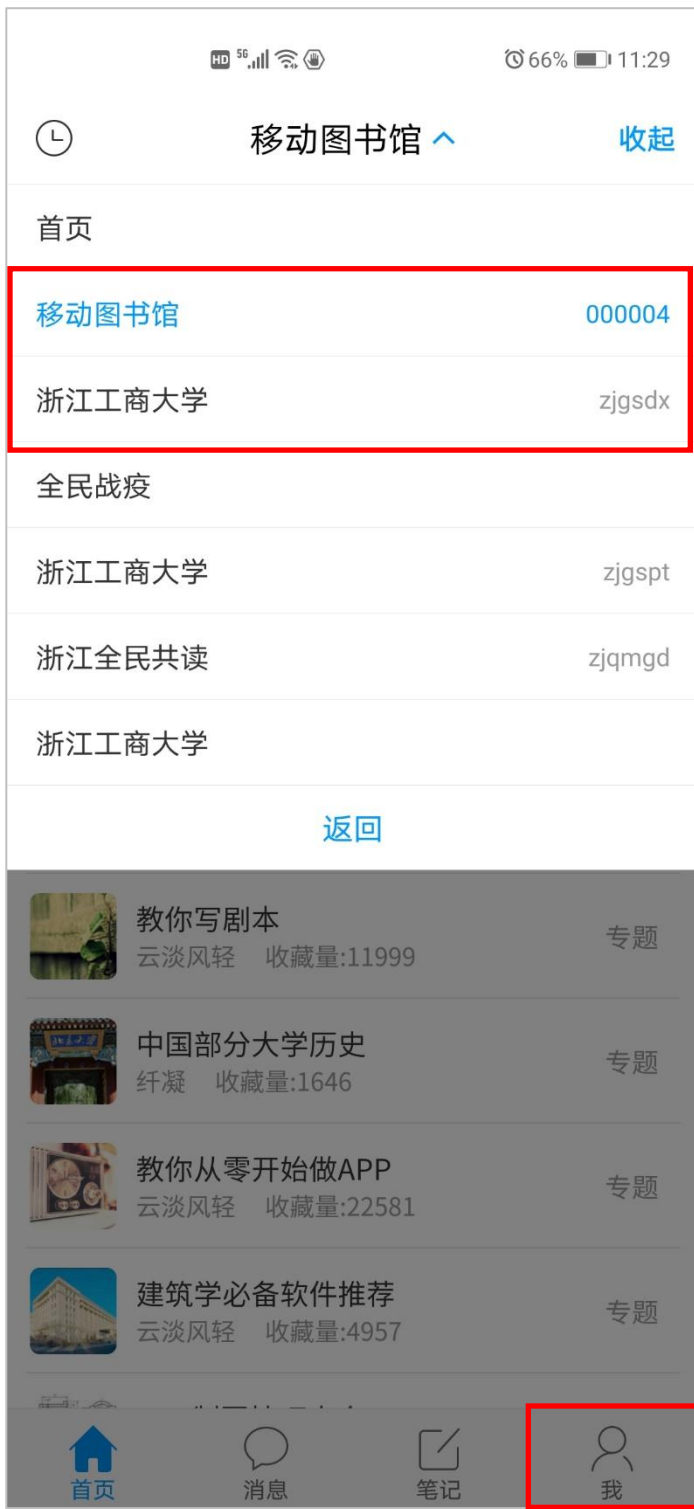 HD 5G 66% 11:29
移动图书馆 收起
首页
移动图书馆 000004
浙江工商大学 zjgsdx
全民战疫
浙江工商大学 zjgspt
浙江全民共读 zjqmgd
浙江工商大学
返回
教你写剧本
云淡风轻 收藏量:11999 专题
中国部分大学历史
纤凝 收藏量:1646 专题
教你从零开始做APP
云淡风轻 收藏量:22581 专题
建筑学必备软件推荐
云淡风轻 收藏量:4957 专题
首页 消息 笔记 我